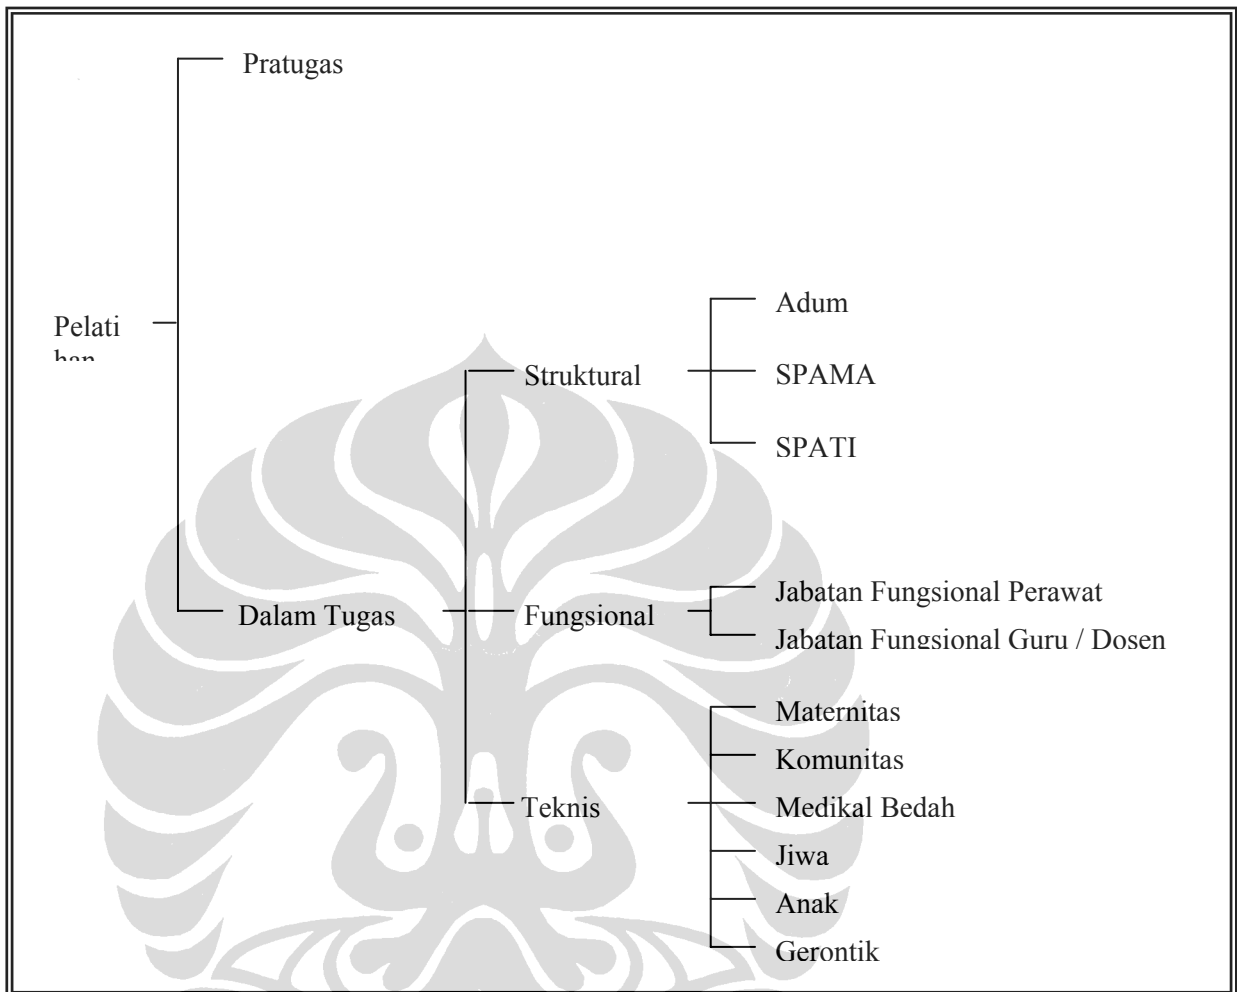 Pratugas
Adum
Pelati
han
Struktural
SPAMA
SPATI
Jabatan Fungsional Perawat
Dalam Tugas
Fungsional
Jabatan Fungsional Guru / Dosen
Maternitas
Komunitas
Teknis
Medikal Bedah
Jiwa
Anak
Gerontik